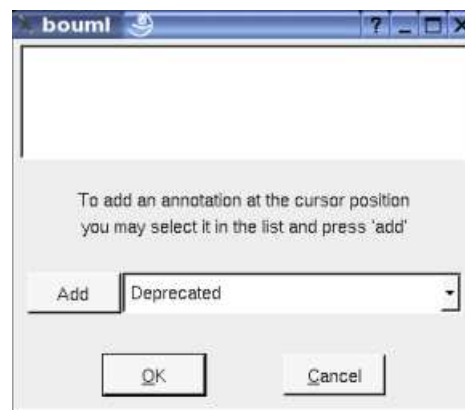 bouml
To add an annotation at the cursor position
you may select it in the list and press 'add'
Add Deprecated
OK Cancel